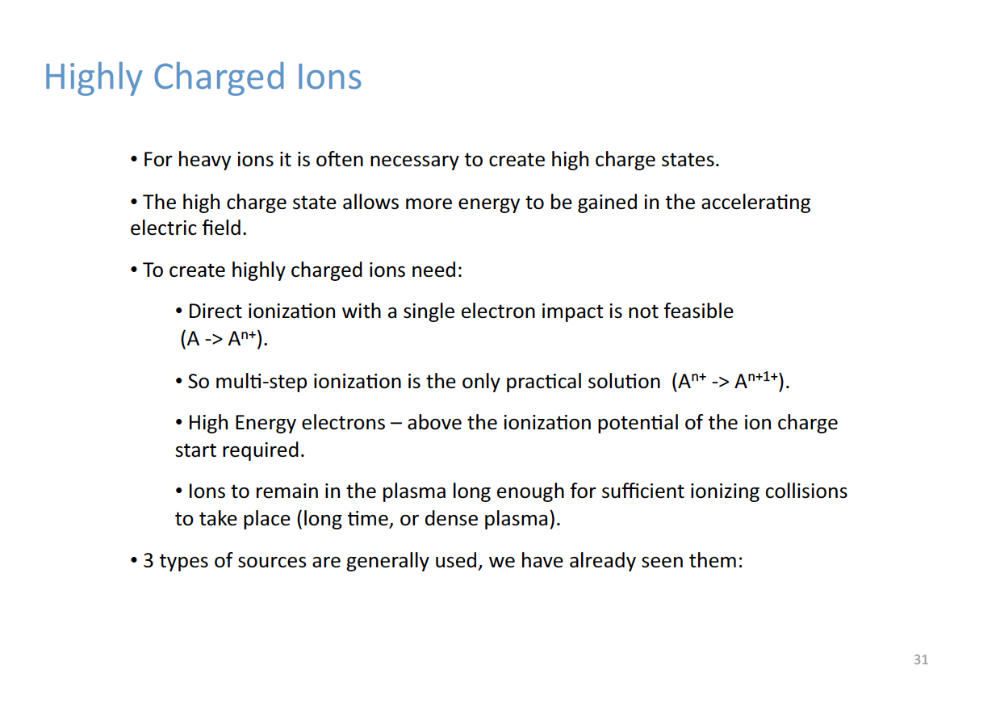 Highly Charged Ions
• For heavy ions it is often necessary to create high charge states.
• The high charge state allows more energy to be gained in the accelerating
electric field.
• To create highly charged ions need:
• Direct ionization with a single electron impact is not feasible
(A -> Aⁿ⁺).
• So multi-step ionization is the only practical solution  (Aⁿ⁺ -> Aⁿ⁺¹⁺).
• High Energy electrons – above the ionization potential of the ion charge
start required.
• Ions to remain in the plasma long enough for sufficient ionizing collisions
to take place (long time, or dense plasma).
• 3 types of sources are generally used, we have already seen them:
31